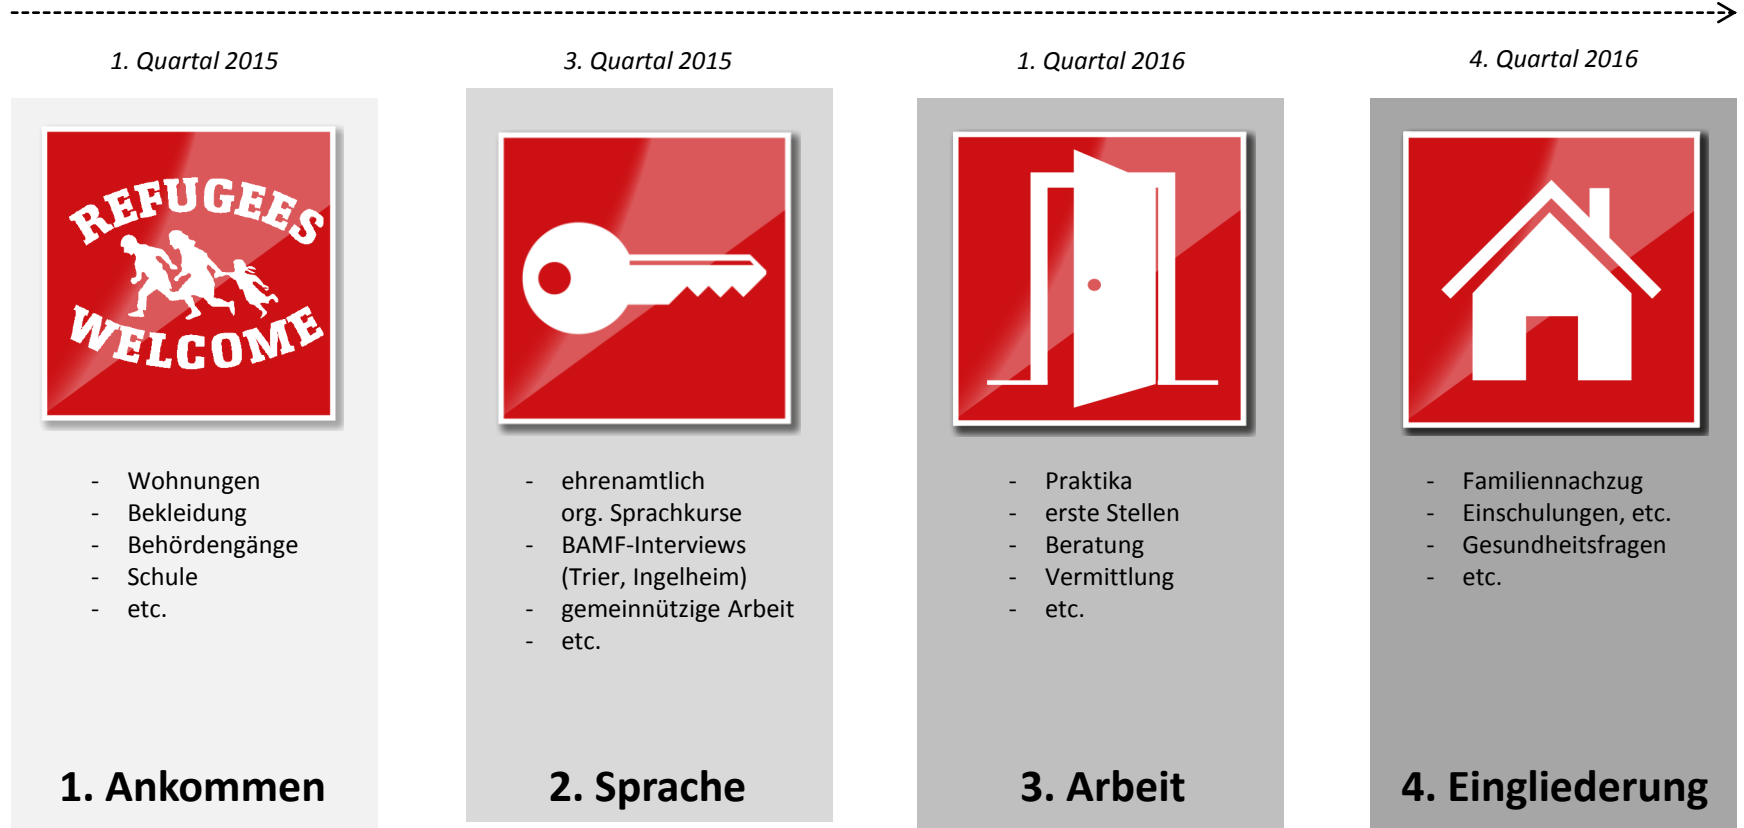 1. Quartal 2015
3. Quartal 2015
1. Quartal 2016
4. Quartal 2016
REFUGEES
WELCOME
- Wohnungen
- Bekleidung
- Behördengänge
- Schule
- etc.
1. Ankommen
- ehrenamtlich
org. Sprachkurse
- BAMF-Interviews
(Trier, Ingelheim)
- gemeinnützige Arbeit
- etc.
2. Sprache
- Praktika
- erste Stellen
- Beratung
- Vermittlung
- etc.
3. Arbeit
- Familiennachzug
- Einschulungen, etc.
- Gesundheitsfragen
- etc.
4. Eingliederung